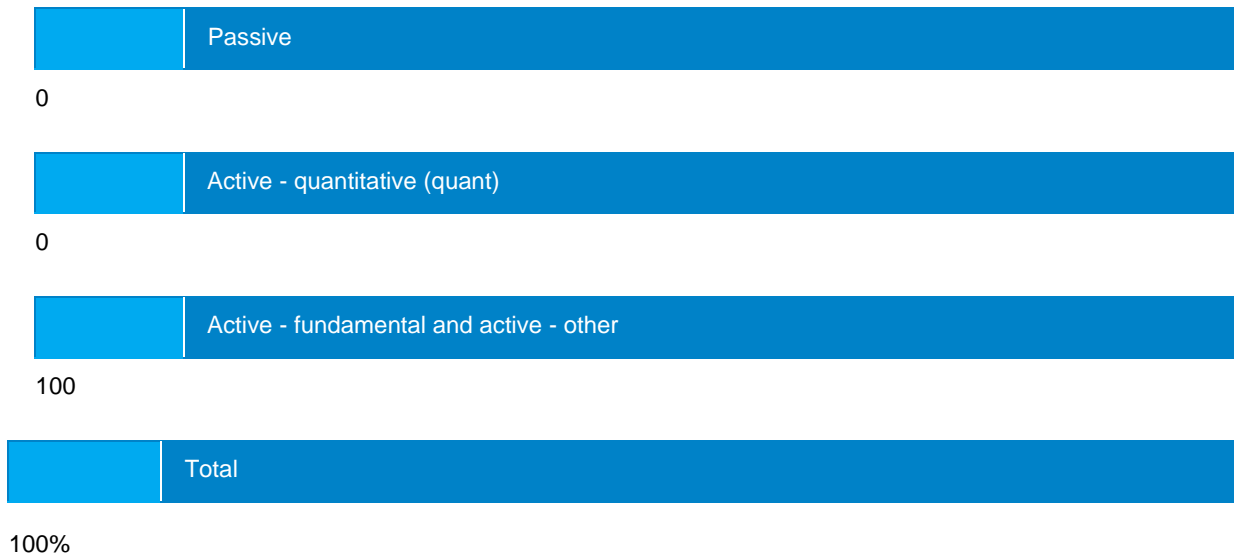 Passive
0
Active - quantitative (quant)
0
Active - fundamental and active - other
100
Total
100%